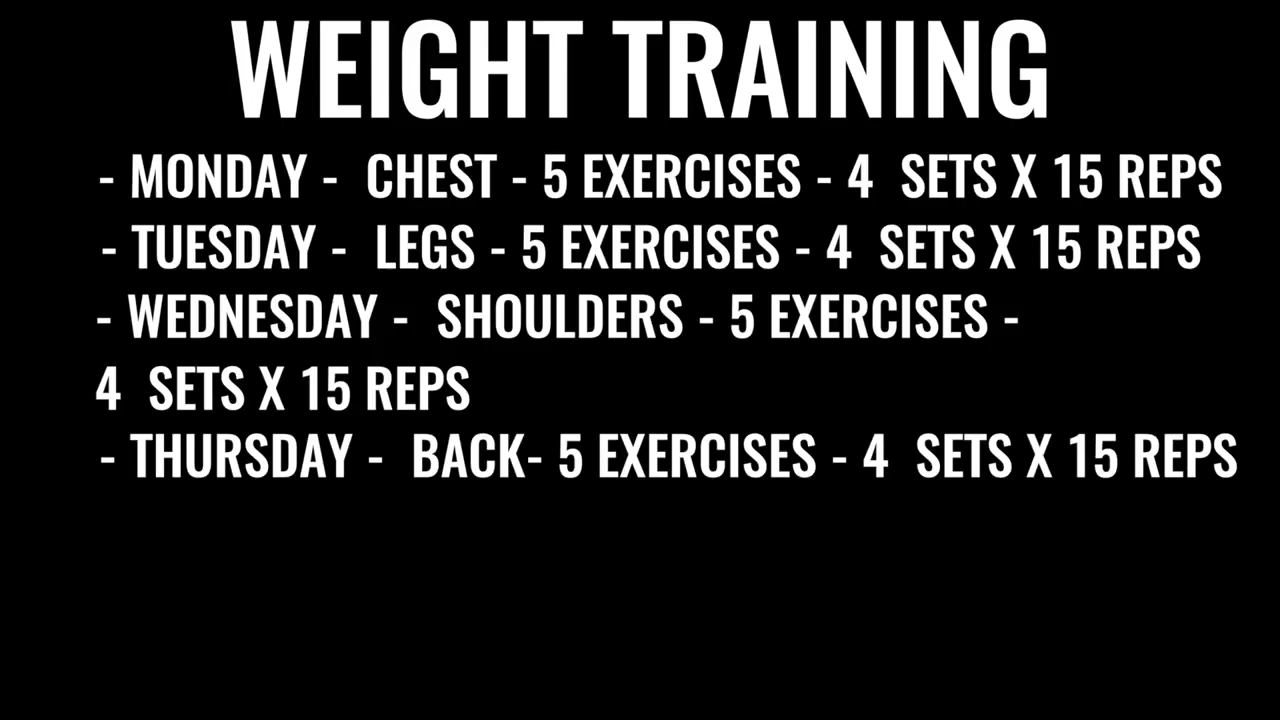 WEIGHT TRAINING
- MONDAY - CHEST - 5 EXERCISES - 4 SETS X 15 REPS
- TUESDAY - LEGS - 5 EXERCISES - 4 SETS X 15 REPS
- WEDNESDAY - SHOULDERS - 5 EXERCISES -
4 SETS X 15 REPS
- THURSDAY - BACK- 5 EXERCISES - 4 SETS X 15 REPS